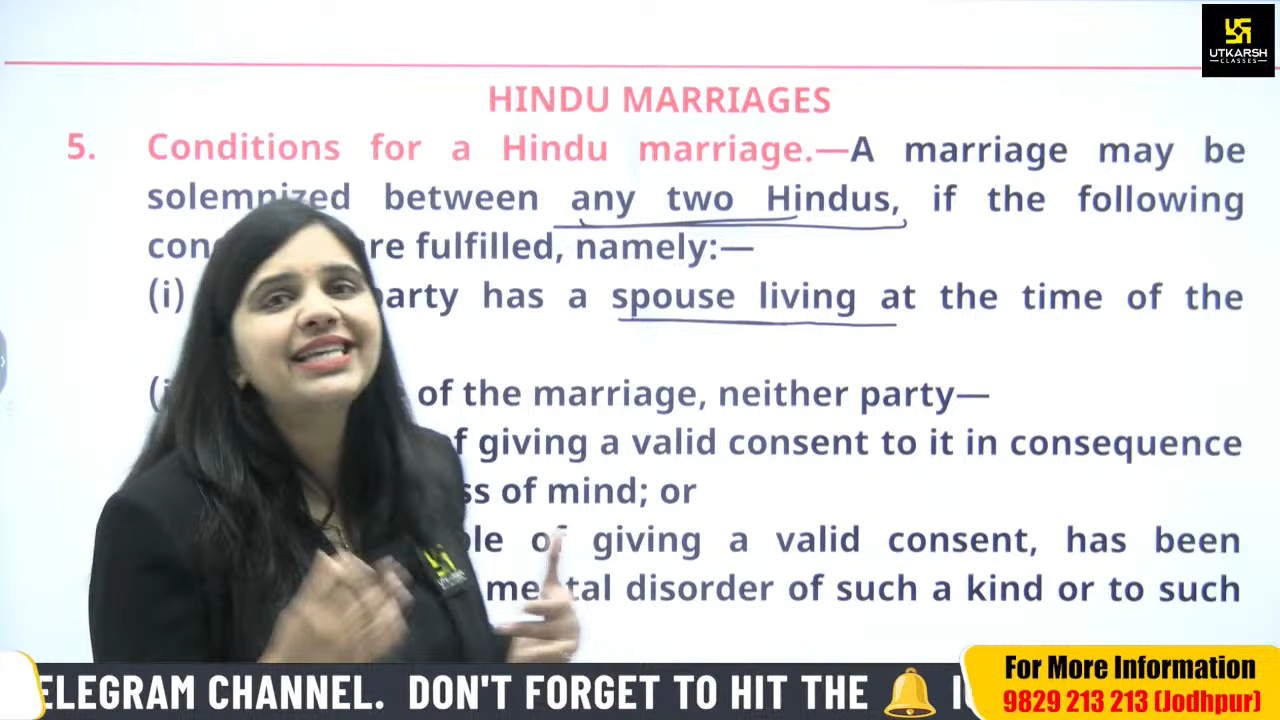 UTKARSH
CLASSES
HINDU MARRIAGES
5. Conditions for a Hindu marriage.—A marriage may be
solemnized between any two Hindus, if the following
are fulfilled, namely:—
(i) party has a spouse living at the time of the
of the marriage, neither party—
of giving a valid consent to it in consequence
of mind; or
of giving a valid consent, has been
mental disorder of such a kind or to such
UTKARSH
ELEGRAM CHANNEL. DON'T FORGET TO HIT THE
For More Information
9829 213 213 (Jodhpur)